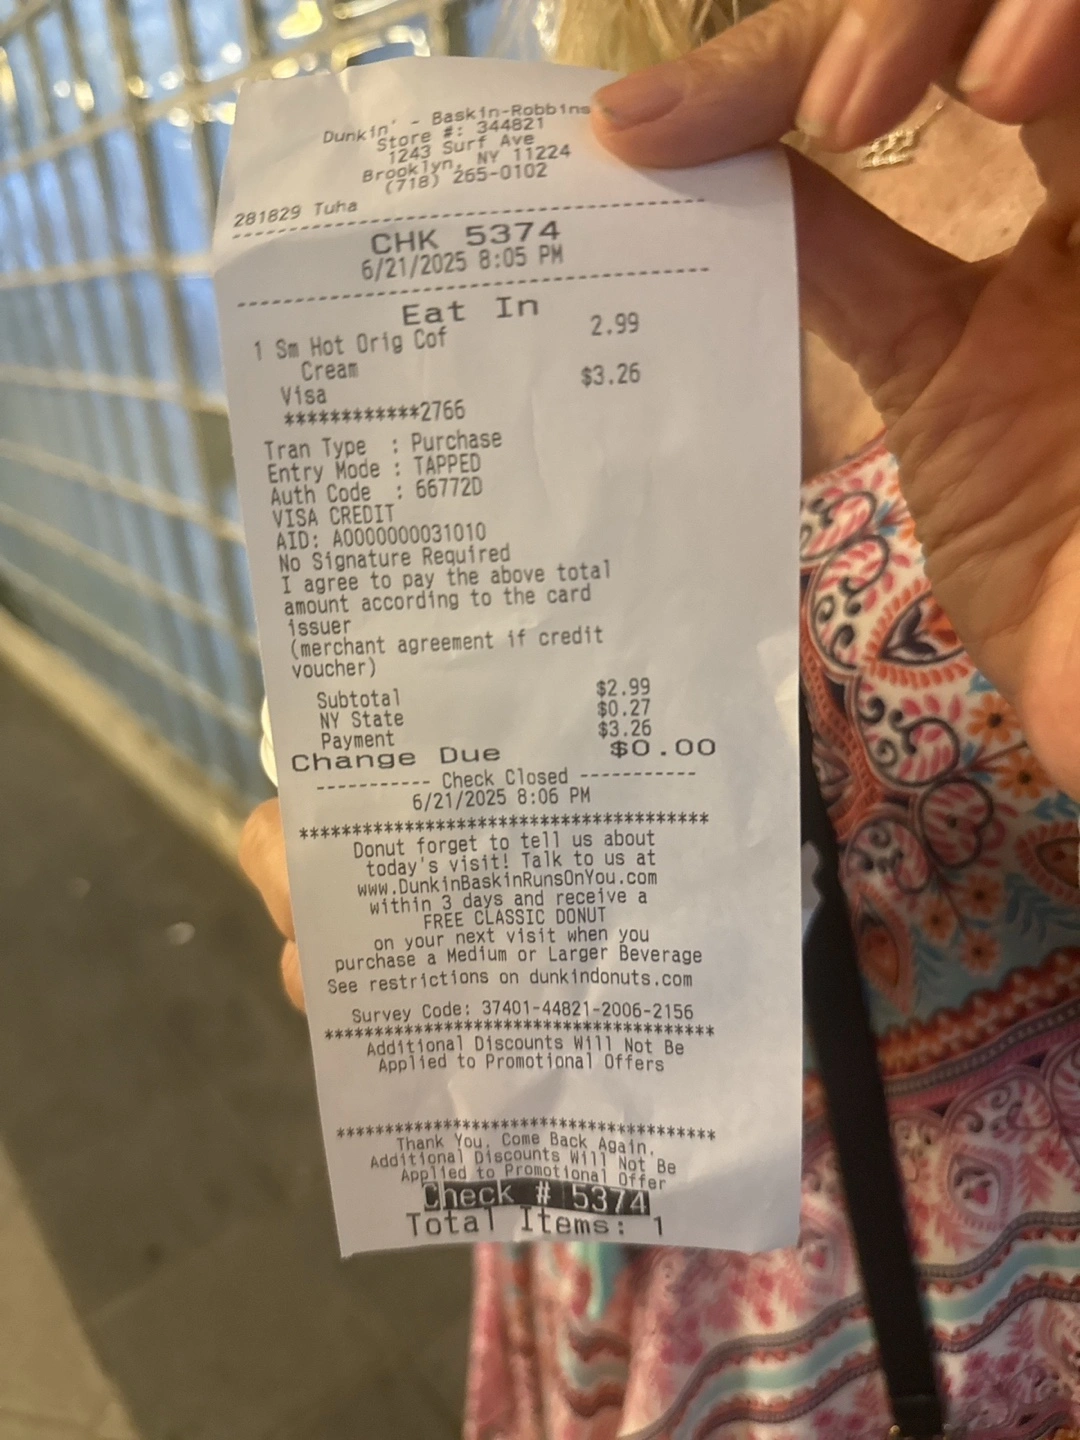 Dunkin' - Baskin-Robbins
Store #: 344821
1243 Surf Ave
Brooklyn, NY 11224
(718) 265-0102
281829 Tuha
----------------------------------------
CHK 5374
6/21/2025 8:05 PM
----------------------------------------
Eat In
1 Sm Hot Orig Cof 2.99
Cream
Visa $3.26
************2766
Tran Type : Purchase
Entry Mode : TAPPED
Auth Code : 66772D
VISA CREDIT
AID: A0000000031010
No Signature Required
I agree to pay the above total
amount according to the card
issuer
(merchant agreement if credit
voucher)
Subtotal $2.99
NY State $0.27
Payment $3.26
Change Due $0.00
---------- Check Closed ----------
6/21/2025 8:06 PM
****************************************
Donut forget to tell us about
today's visit! Talk to us at
www.DunkinBaskinRunsOnYou.com
within 3 days and receive a
FREE CLASSIC DONUT
on your next visit when you
purchase a Medium or Larger Beverage
See restrictions on dunkindonuts.com
Survey Code: 37401-44821-2006-2156
****************************************
Additional Discounts Will Not Be
Applied to Promotional Offers
****************************************
Thank You. Come Back Again.
Additional Discounts Will Not Be
Applied to Promotional Offer
Check # 5374
Total Items: 1